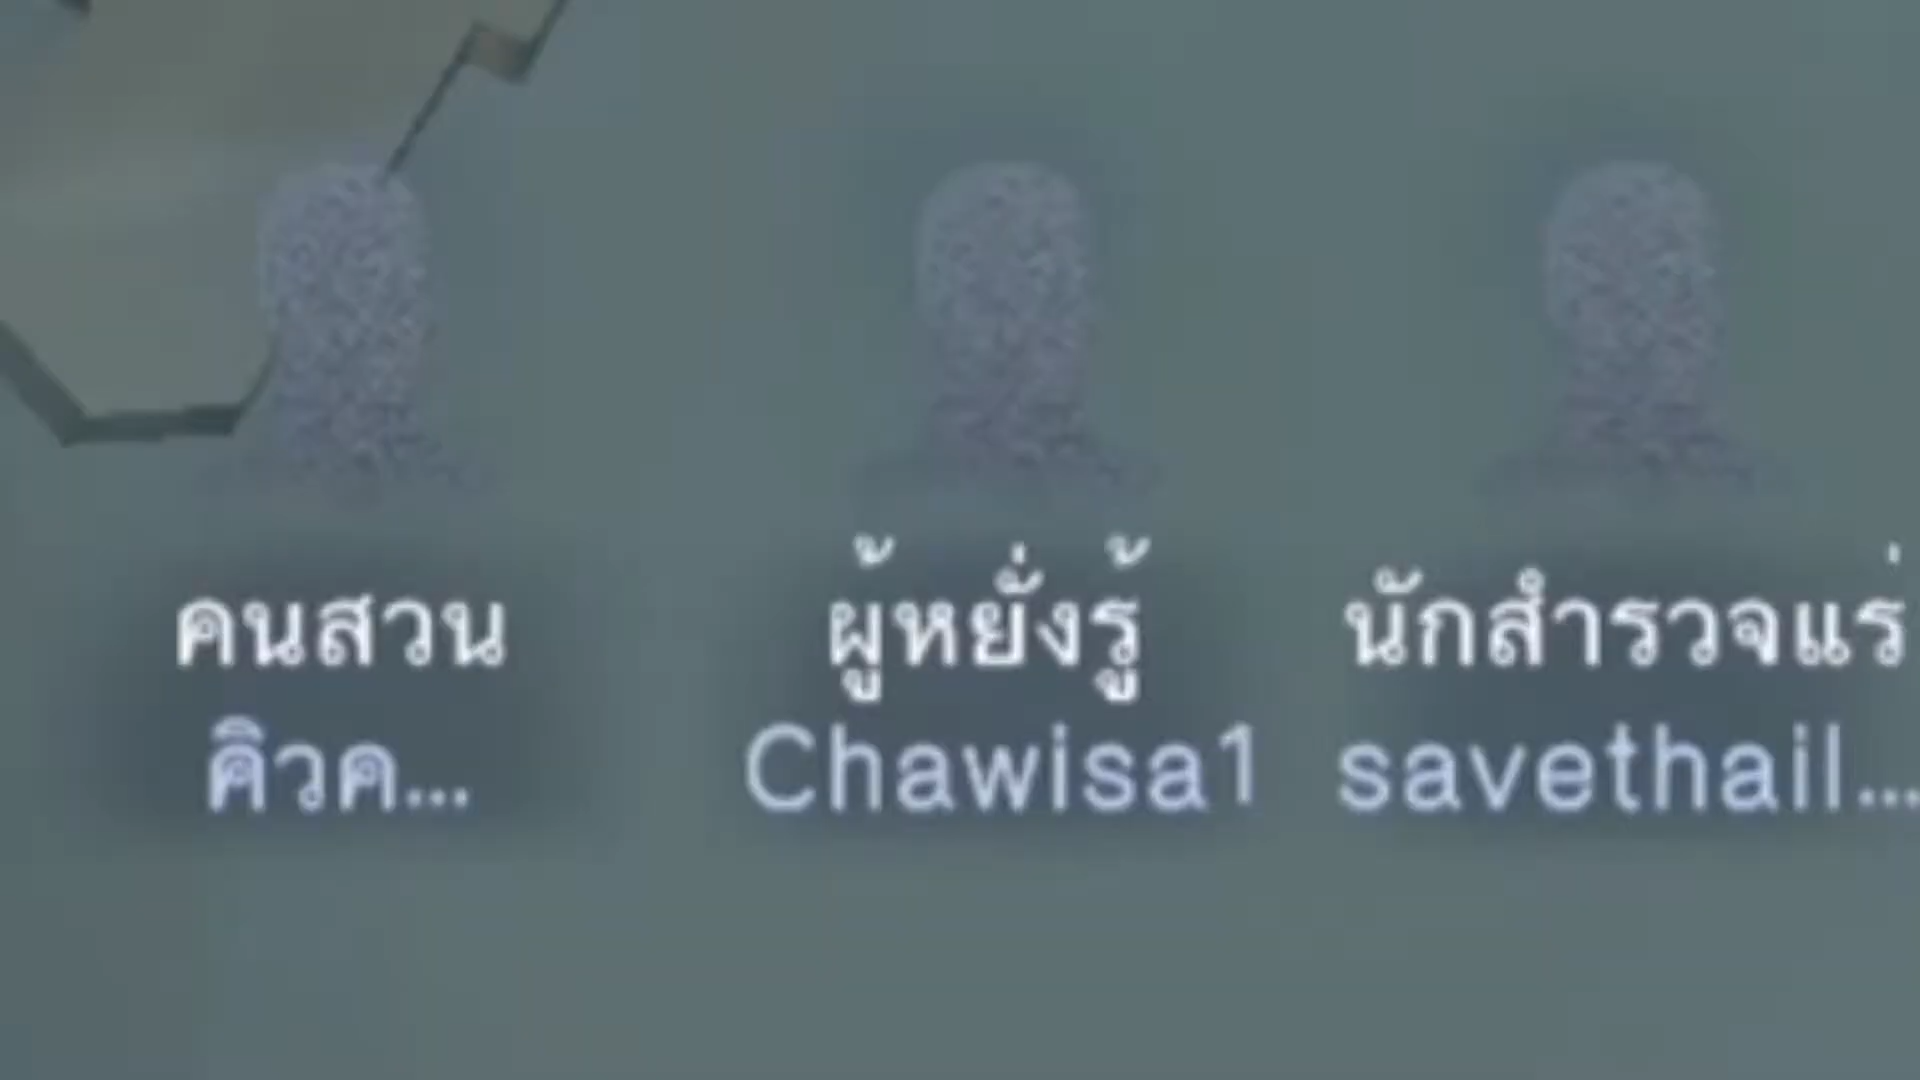 คนสวน
คิวค...
ผู้หยั่งรู้
Chawisa1
นักสำรวจแร่
savethail...